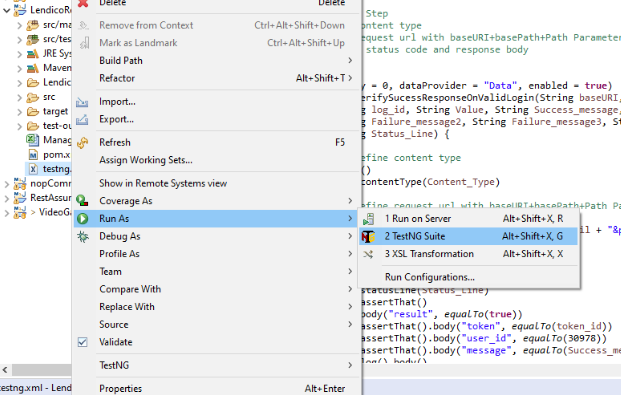 LendicoRe
src/ma
src/tes
JRE Sys
Maven
Lendic
src
target
test-ou
Manag
pom.x
testng.
nopComm
RestAssur
> VideoGa
Delete Delete
Remove from Context Ctrl+Alt+Shift+Down
Mark as Landmark Ctrl+Alt+Shift+Up
Build Path
Refactor Alt+Shift+T
Import...
Export...
Refresh F5
Assign Working Sets...
Show in Remote Systems view
Coverage As
Run As
Debug As
Profile As
Team
Compare With
Replace With
Source
Validate
TestNG
Properties Alt+Enter
1 Run on Server Alt+Shift+X, R
2 TestNG Suite Alt+Shift+X, G
3 XSL Transformation Alt+Shift+X, X
Run Configurations...
Step
ntent type
equest url with baseURI+basePath+Path Parameter
status code and response body
y = 0, dataProvider = "Data", enabled = true)
erifySucessResponseOnValidLogin(String baseURI,
g log_id, String Value, String Success_message,
g Failure_message2, String Failure_message3, St
g Status_Line) {
efine content type
()
contentType(Content_Type)
efine request url with baseURI+basePath+Path Pa
il + "&p
statusLine(Status_Line)
assertThat()
body("result", equalTo(true))
assertThat().body("token", equalTo(token_id))
assertThat().body("user_id", equalTo(30978))
assertThat().body("message", equalTo(Success_me
log().body()
testng.xml - Lend